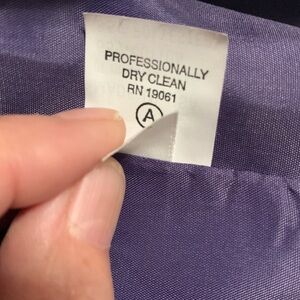 PROFESSIONALLY
DRY CLEAN
RN 19061
A